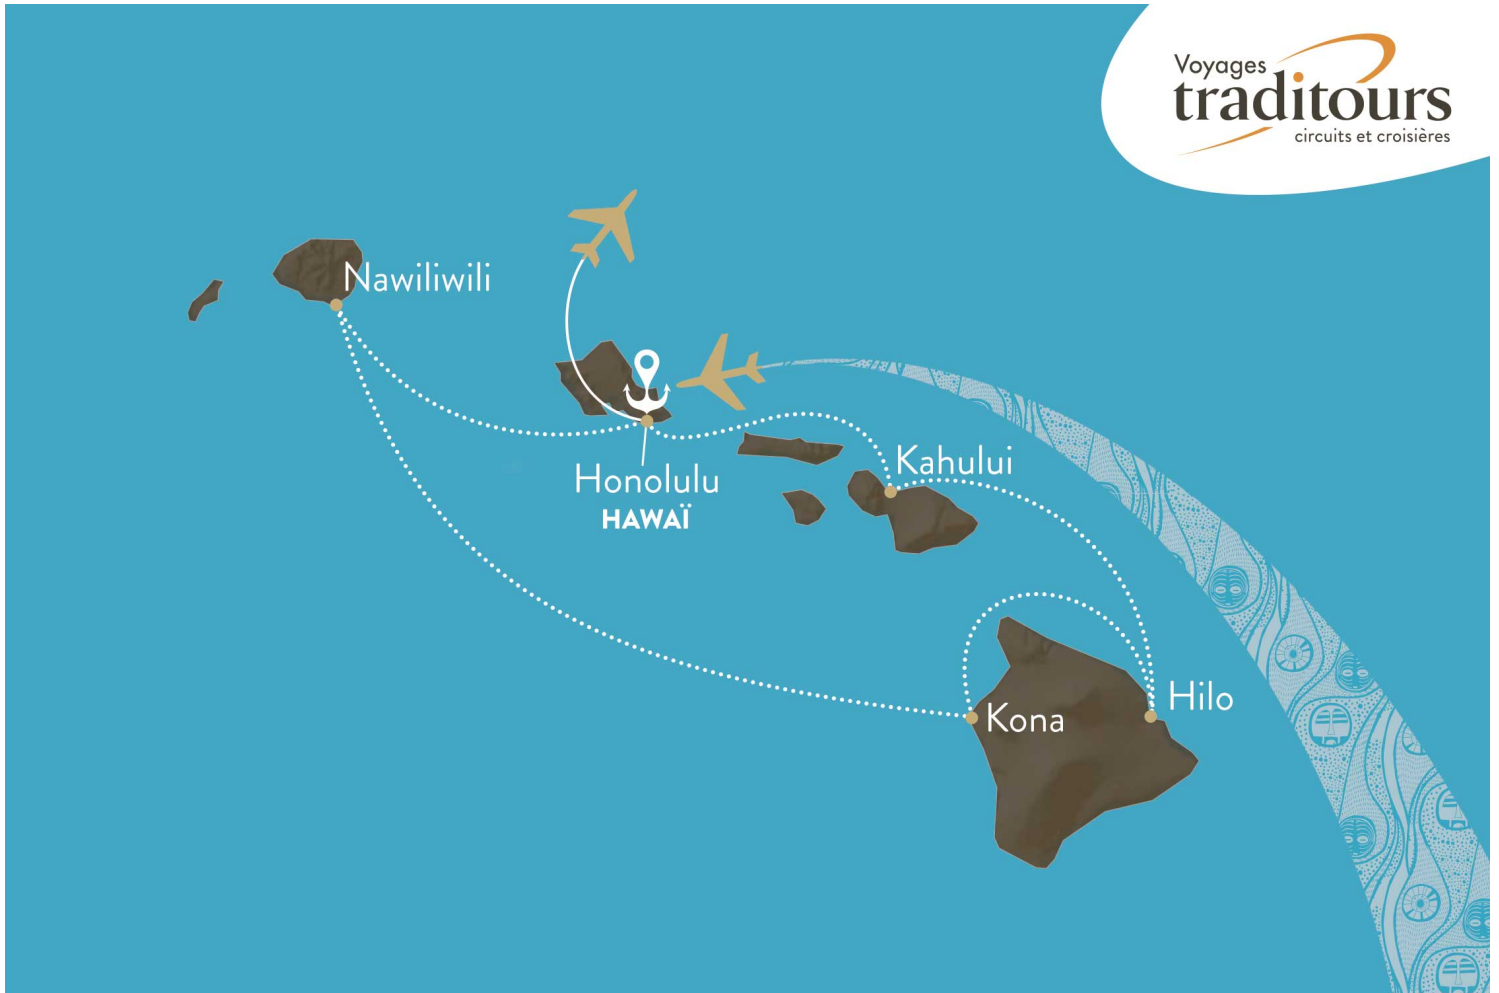 Voyages
traditours
circuits et croisières
Nawiliwili
Kahului
Honolulu
HAWAÏ
Hilo
Kona